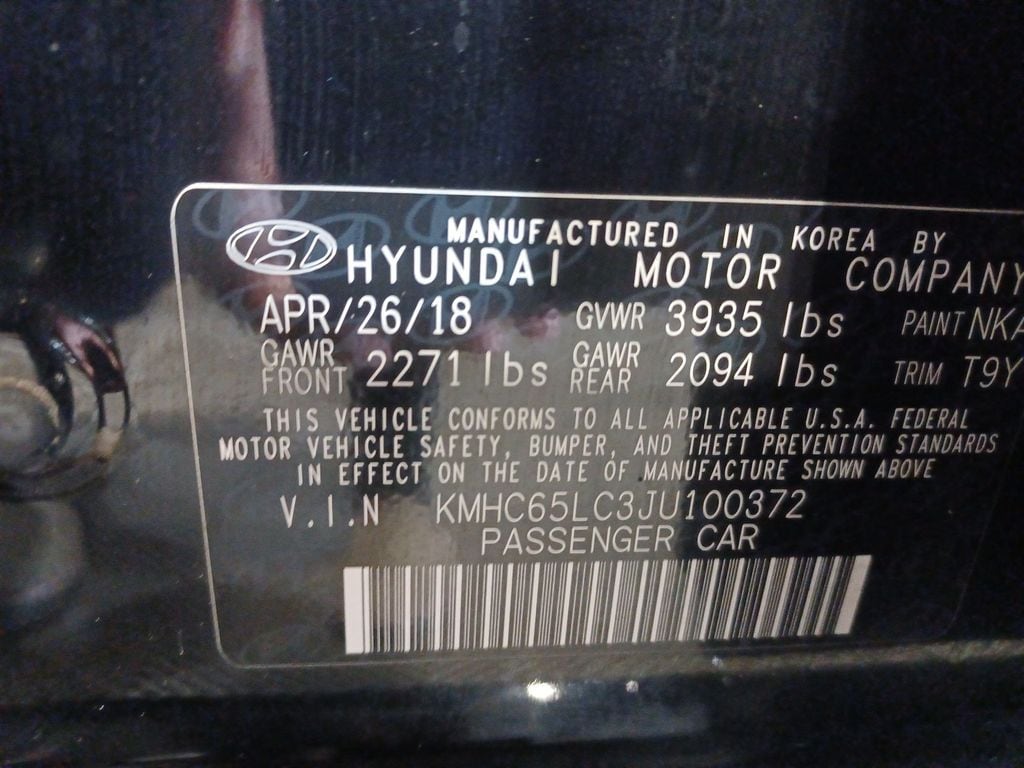 MANUFACTURED IN KOREA BY
HYUNDAI MOTOR COMPANY
APR/26/18 GVWR 3935 lbs PAINT NKA
GAWR FRONT 2271 lbs GAWR REAR 2094 lbs TRIM T9Y
THIS VEHICLE CONFORMS TO ALL APPLICABLE U.S.A. FEDERAL
MOTOR VEHICLE SAFETY, BUMPER, AND THEFT PREVENTION STANDARDS
IN EFFECT ON THE DATE OF MANUFACTURE SHOWN ABOVE
V.I.N KMHC65LC3JU100372
PASSENGER CAR